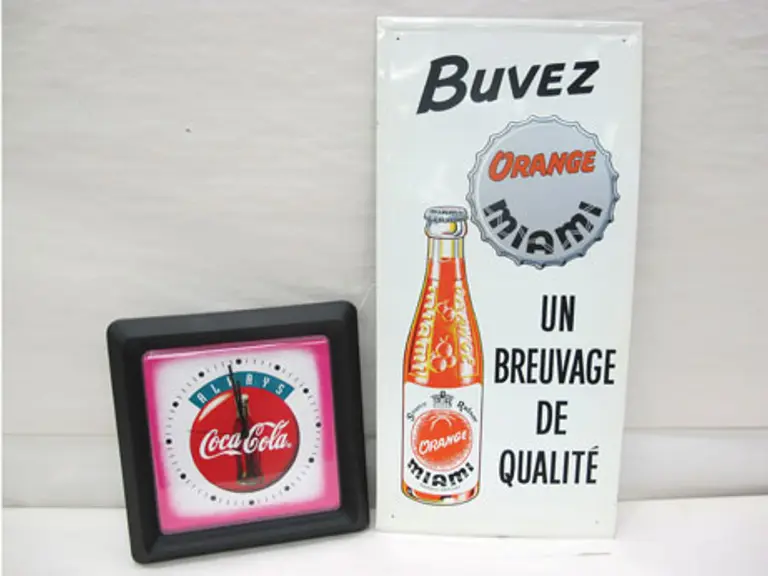 BUVEZ
ORANGE
MIAMI
UN
BREUVAGE
DE
QUALITÉ
ORANGE
MIAMI
ALWAYS
Coca-Cola